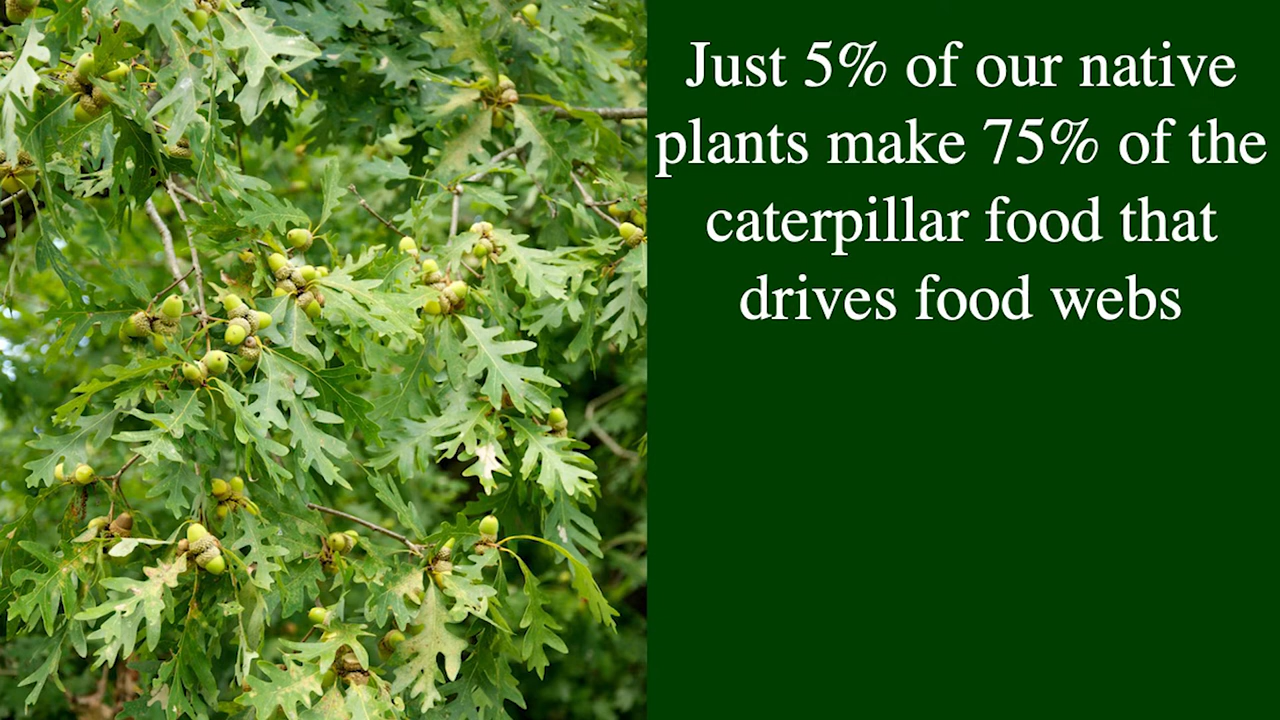 Just 5% of our native
plants make 75% of the
caterpillar food that
drives food webs